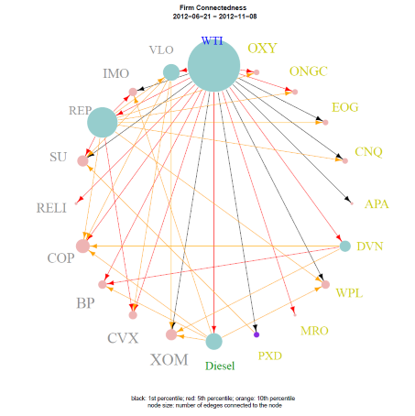 Firm Connectedness
2012−06−21 ~ 2012−11−08
WTI
VLO
OXY
IMO
ONGC
REP
EOG
SU
CNQ
RELI
APA
COP
DVN
BP
WPL
CVX
MRO
XOM
PXD
Diesel
black: 1st percentile; red: 5th percentile; orange: 10th percentile
node size: number of edeges connected to the node